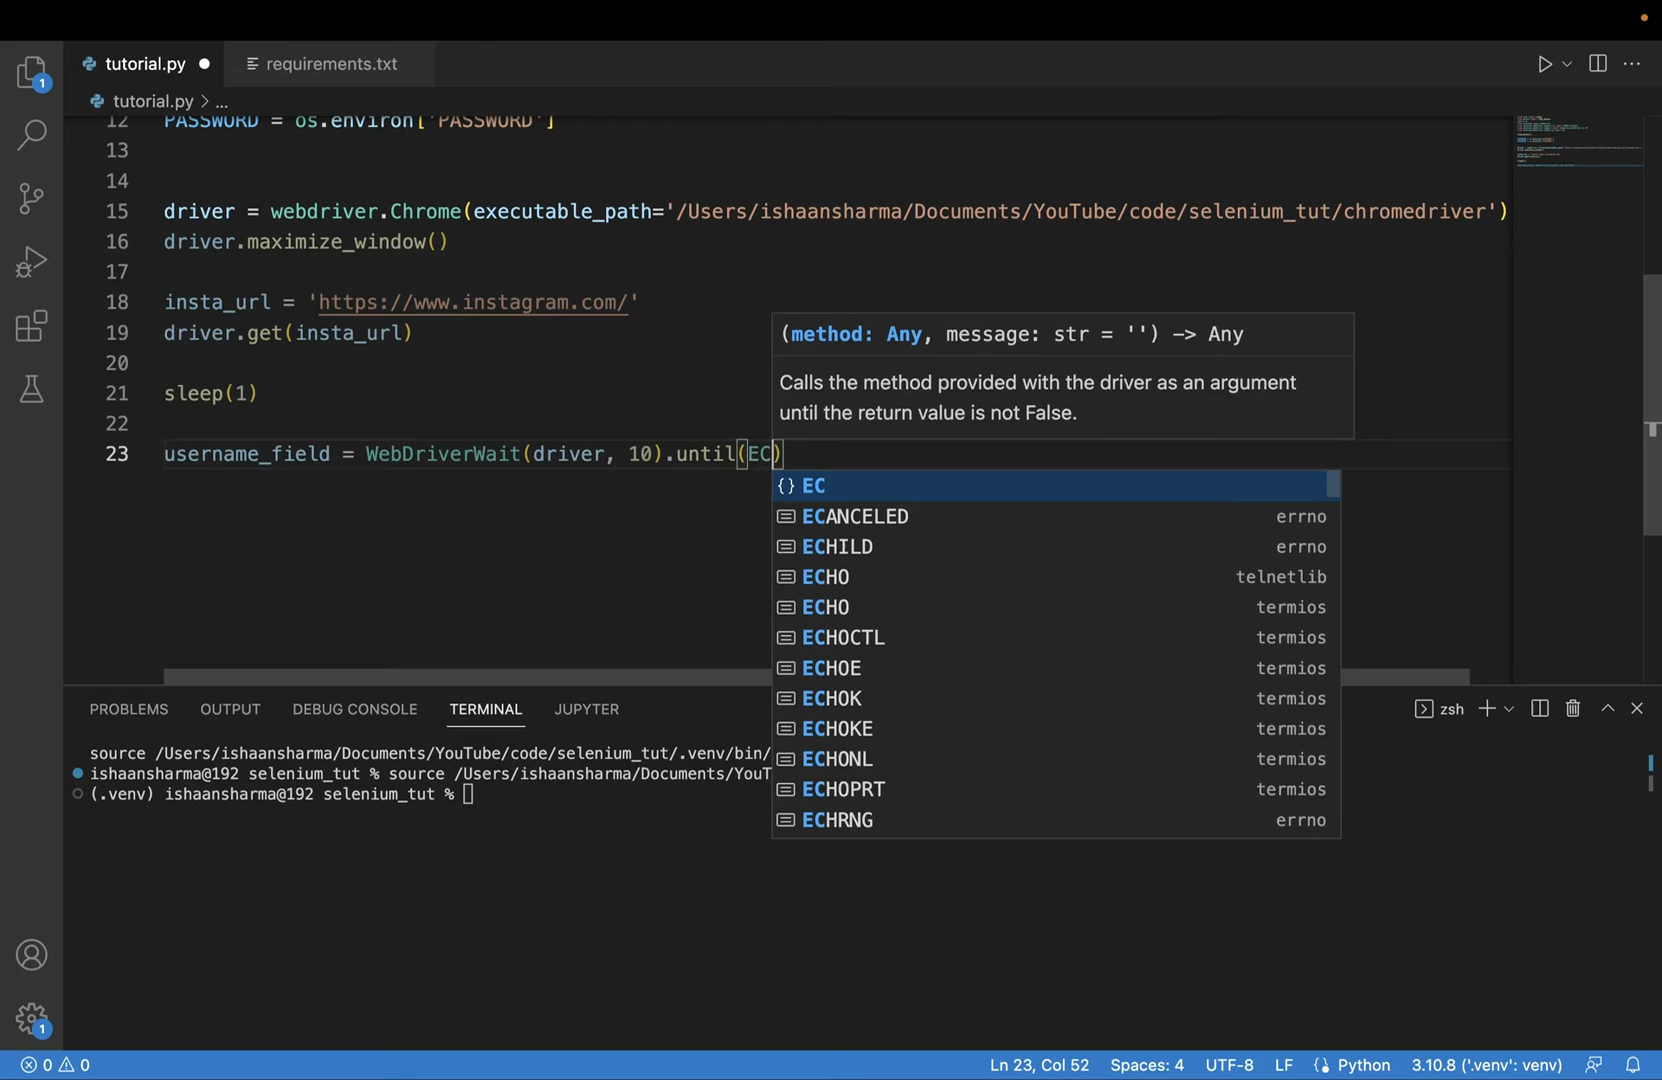 1
tutorial.py
requirements.txt
tutorial.py > ...
12 PASSWORD = os.environ['PASSWORD']
13
14
15 driver = webdriver.Chrome(executable_path='/Users/ishaansharma/Documents/YouTube/code/selenium_tut/chromedriver')
16 driver.maximize_window()
17
18 insta_url = 'https://www.instagram.com/'
19 driver.get(insta_url)
20
21 sleep(1)
22
(method: Any, message: str = '') -> Any
Calls the method provided with the driver as an argument
until the return value is not False.
23 username_field = WebDriverWait(driver, 10).until(EC)
{} EC
ECANCELED errno
ECHILD errno
ECHO telnetlib
ECHO termios
ECHOCTL termios
ECHOE termios
ECHOK termios
ECHOKE termios
ECHONL termios
ECHOPRT termios
ECHRNG errno
PROBLEMS OUTPUT DEBUG CONSOLE TERMINAL JUPYTER zsh
source /Users/ishaansharma/Documents/YouTube/code/selenium_tut/.venv/bin/
ishaansharma@192 selenium_tut % source /Users/ishaansharma/Documents/YouT
(.venv) ishaansharma@192 selenium_tut %
1
0 0 Ln 23, Col 52 Spaces: 4 UTF-8 LF {} Python 3.10.8 ('.venv': venv)